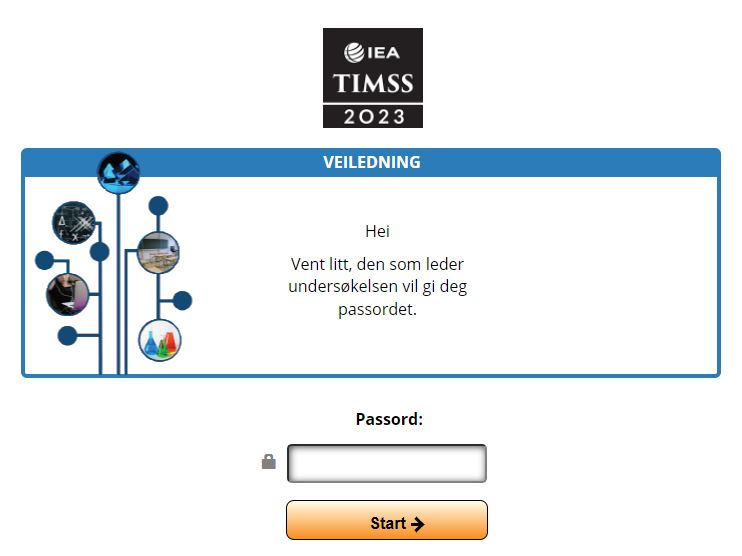 IEA
TIMSS
2023
VEILEDNING
Hei
Vent litt, den som leder
undersøkelsen vil gi deg
passordet.
Passord:
Start